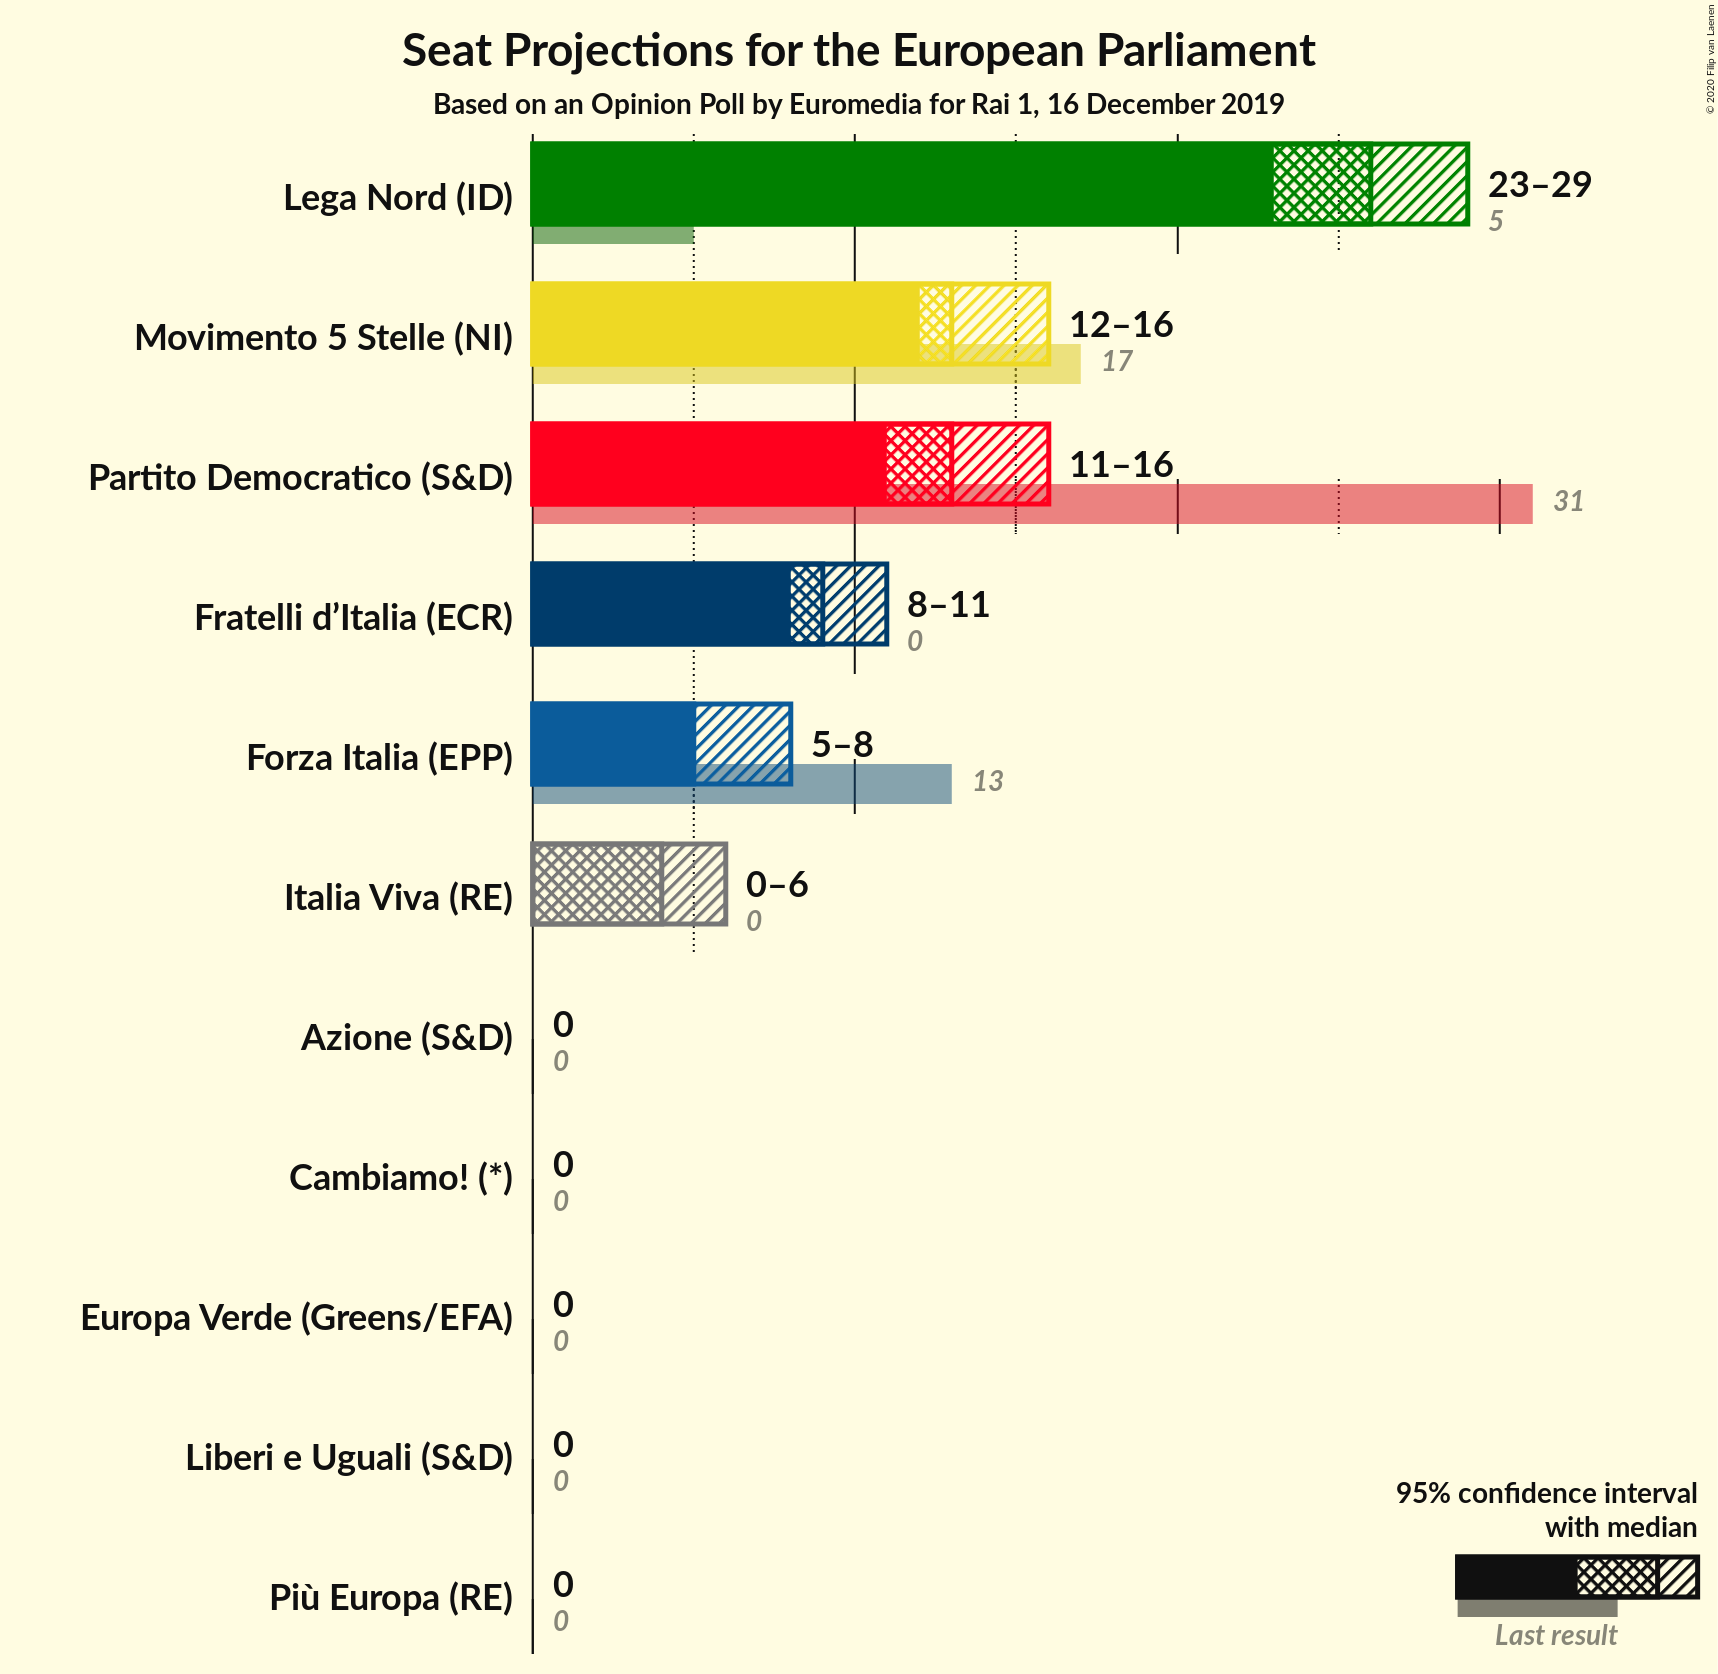 Seat Projections for the European Parliament
Based on an Opinion Poll by Euromedia for Rai 1, 16 December 2019
© 2020 Filip van Laenen
Lega Nord (ID)
23–29
5
Movimento 5 Stelle (NI)
12–16
17
Partito Democratico (S&D)
11–16
31
Fratelli d’Italia (ECR)
8–11
0
Forza Italia (EPP)
5–8
13
Italia Viva (RE)
0–6
0
Azione (S&D)
0
0
Cambiamo! (*)
0
0
Europa Verde (Greens/EFA)
0
0
Liberi e Uguali (S&D)
0
0
Più Europa (RE)
0
0
95% confidence interval
with median
Last result